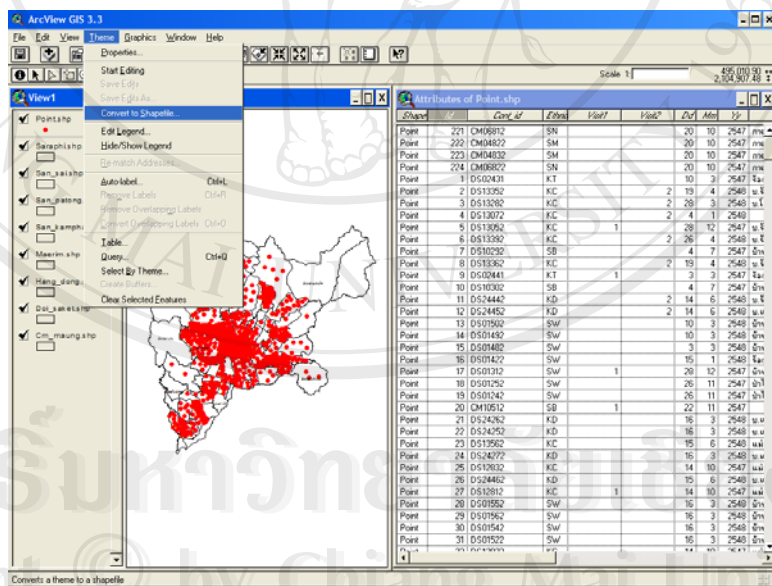 ArcView GIS 3.3
File Edit View Theme Graphics Window Help
Properties...
Start Editing
Save Edits
Save Edits As...
Convert to Shapefile...
Edit Legend...
Hide/Show Legend
Re-match Addresses...
Auto-label... Ctrl+L
Remove Labels Ctrl+R
Remove Overlapping Labels
Convert Overlapping Labels Ctrl+O
Table...
Query... Ctrl+Q
Select By Theme...
Create Buffers...
Clear Selected Features
Scale 1:
495,010.90
2,104,907.48
View1
Point.shp
Saraphi.shp
San_sai.shp
San_patong.
San_kampha
Maerim.shp
Hang_dong.
Doi_saket.shp
Cm_maung.shp
Attributes of Point.shp
Shape Id Cont_id Ethnic Visit1 Visit2 Dd Mm Yy
Point 221 CM06812 SN 20 10 2547
Point 222 CM04822 SM 20 10 2547
Point 223 CM04832 SM 20 10 2547
Point 224 CM06822 SN 20 10 2547
Point 1 DS02431 KT 10 3 2547
Point 2 DS13352 KC 2 19 4 2548
Point 3 DS13282 KC 2 28 3 2548
Point 4 DS13072 KC 2 4 1 2548
Point 5 DS13052 KC 1 28 12 2547
Point 6 DS13392 KC 2 26 4 2548
Point 7 DS10292 SB 4 7 2547
Point 8 DS13362 KC 2 19 4 2548
Point 9 DS02441 KT 1 3 3 2547
Point 10 DS10302 SB 4 7 2547
Point 11 DS24442 KD 2 14 6 2548
Point 12 DS24452 KD 2 14 6 2548
Point 13 DS01502 SW 10 3 2548
Point 14 DS01492 SW 10 3 2548
Point 15 DS01482 SW 3 3 2548
Point 16 DS01422 SW 15 1 2548
Point 17 DS01312 SW 1 28 12 2547
Point 18 DS01252 SW 26 11 2547
Point 19 DS01242 SW 26 11 2547
Point 20 CM10512 SB 1 22 11 2547
Point 21 DS24262 KD 16 3 2548
Point 22 DS24252 KD 16 3 2548
Point 23 DS13562 KC 15 6 2548
Point 24 DS24272 KD 16 3 2548
Point 25 DS12832 KC 14 10 2547
Point 26 DS24462 KD 15 6 2548
Point 27 DS12812 KC 1 14 10 2547
Point 28 DS01552 SW 16 3 2548
Point 29 DS01562 SW 16 3 2548
Point 30 DS01542 SW 16 3 2548
Point 31 DS01522 SW 16 3 2548
Converts a theme to a shapefile